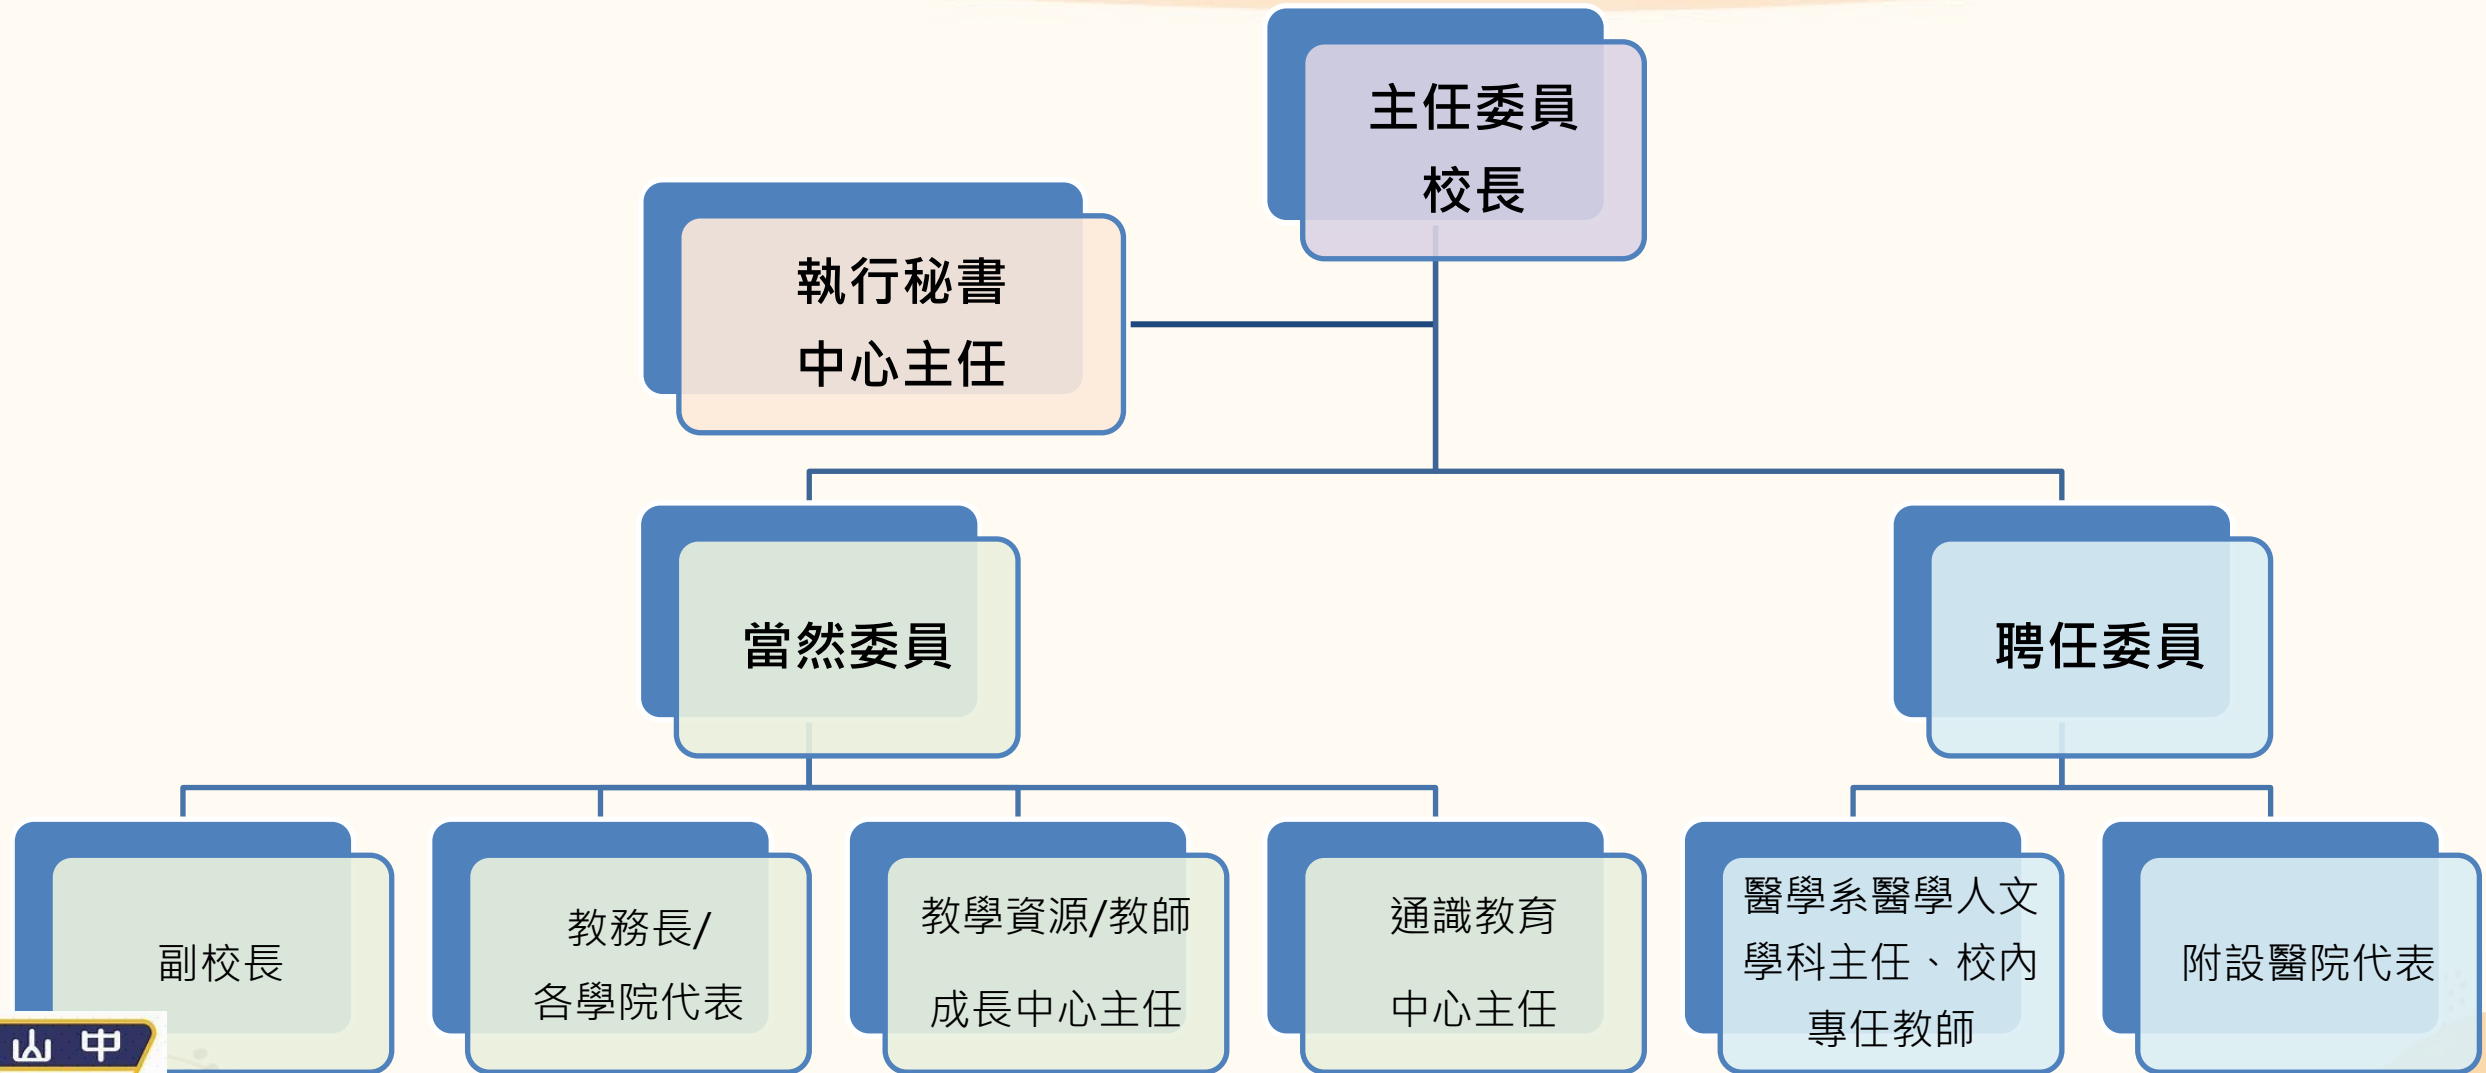 主任委員
校長
執行秘書
中心主任
當然委員
聘任委員
副校長
教務長/
各學院代表
教學資源/教師
成長中心主任
通識教育
中心主任
醫學系醫學人文
學科主任、校內
專任教師
附設醫院代表
山中